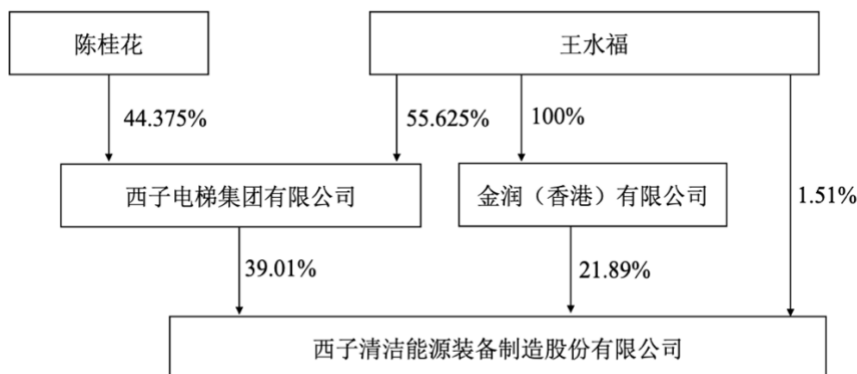 陈桂花
王水福
44.375%
55.625%
100%
西子电梯集团有限公司
金润（香港）有限公司
1.51%
39.01%
21.89%
西子清洁能源装备制造股份有限公司